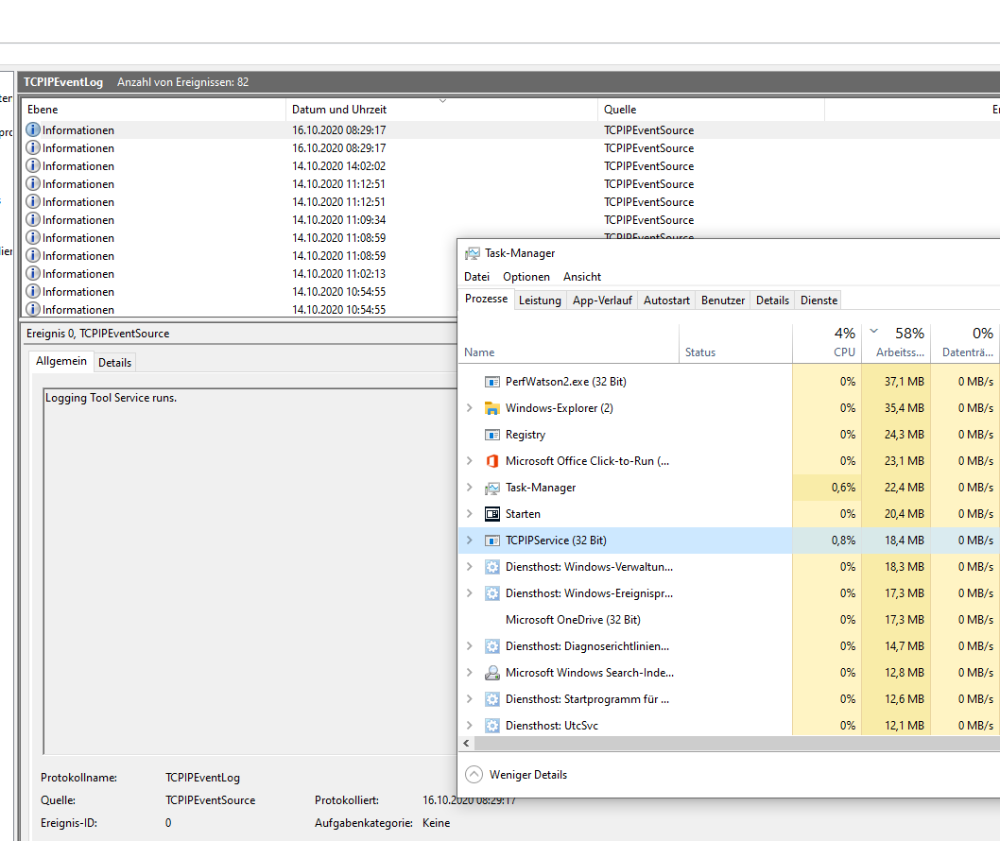 TCPIPEventLog Anzahl von Ereignissen: 82
Ebene Datum und Uhrzeit Quelle
Informationen 16.10.2020 08:29:17 TCPIPEventSource
Informationen 16.10.2020 08:29:17 TCPIPEventSource
Informationen 14.10.2020 14:02:02 TCPIPEventSource
Informationen 14.10.2020 11:12:51 TCPIPEventSource
Informationen 14.10.2020 11:12:51 TCPIPEventSource
Informationen 14.10.2020 11:09:34 TCPIPEventSource
Informationen 14.10.2020 11:08:59 TCPIPEventSource
Informationen 14.10.2020 11:08:59
Informationen 14.10.2020 11:02:13
Informationen 14.10.2020 10:54:55
Informationen 14.10.2020 10:54:55
Ereignis 0, TCPIPEventSource
Allgemein Details
Logging Tool Service runs.
Protokollname: TCPIPEventLog
Quelle: TCPIPEventSource Protokolliert: 16.10.2020 08:29:17
Ereignis-ID: 0 Aufgabenkategorie: Keine
Task-Manager
Datei Optionen Ansicht
Prozesse Leistung App-Verlauf Autostart Benutzer Details Dienste
4% 58% 0%
Name Status CPU Arbeitss... Datenträ...
PerfWatson2.exe (32 Bit) 0% 37,1 MB 0 MB/s
Windows-Explorer (2) 0% 35,4 MB 0 MB/s
Registry 0% 24,3 MB 0 MB/s
Microsoft Office Click-to-Run (... 0% 23,1 MB 0 MB/s
Task-Manager 0,6% 22,4 MB 0 MB/s
Starten 0% 20,4 MB 0 MB/s
TCPIPService (32 Bit) 0,8% 18,4 MB 0 MB/s
Diensthost: Windows-Verwaltun... 0% 18,3 MB 0 MB/s
Diensthost: Windows-Ereignispr... 0% 17,3 MB 0 MB/s
Microsoft OneDrive (32 Bit) 0% 17,3 MB 0 MB/s
Diensthost: Diagnoserichtlinien... 0% 14,7 MB 0 MB/s
Microsoft Windows Search-Inde... 0% 12,8 MB 0 MB/s
Diensthost: Startprogramm für ... 0% 12,6 MB 0 MB/s
Diensthost: UtcSvc 0% 12,1 MB 0 MB/s
Weniger Details